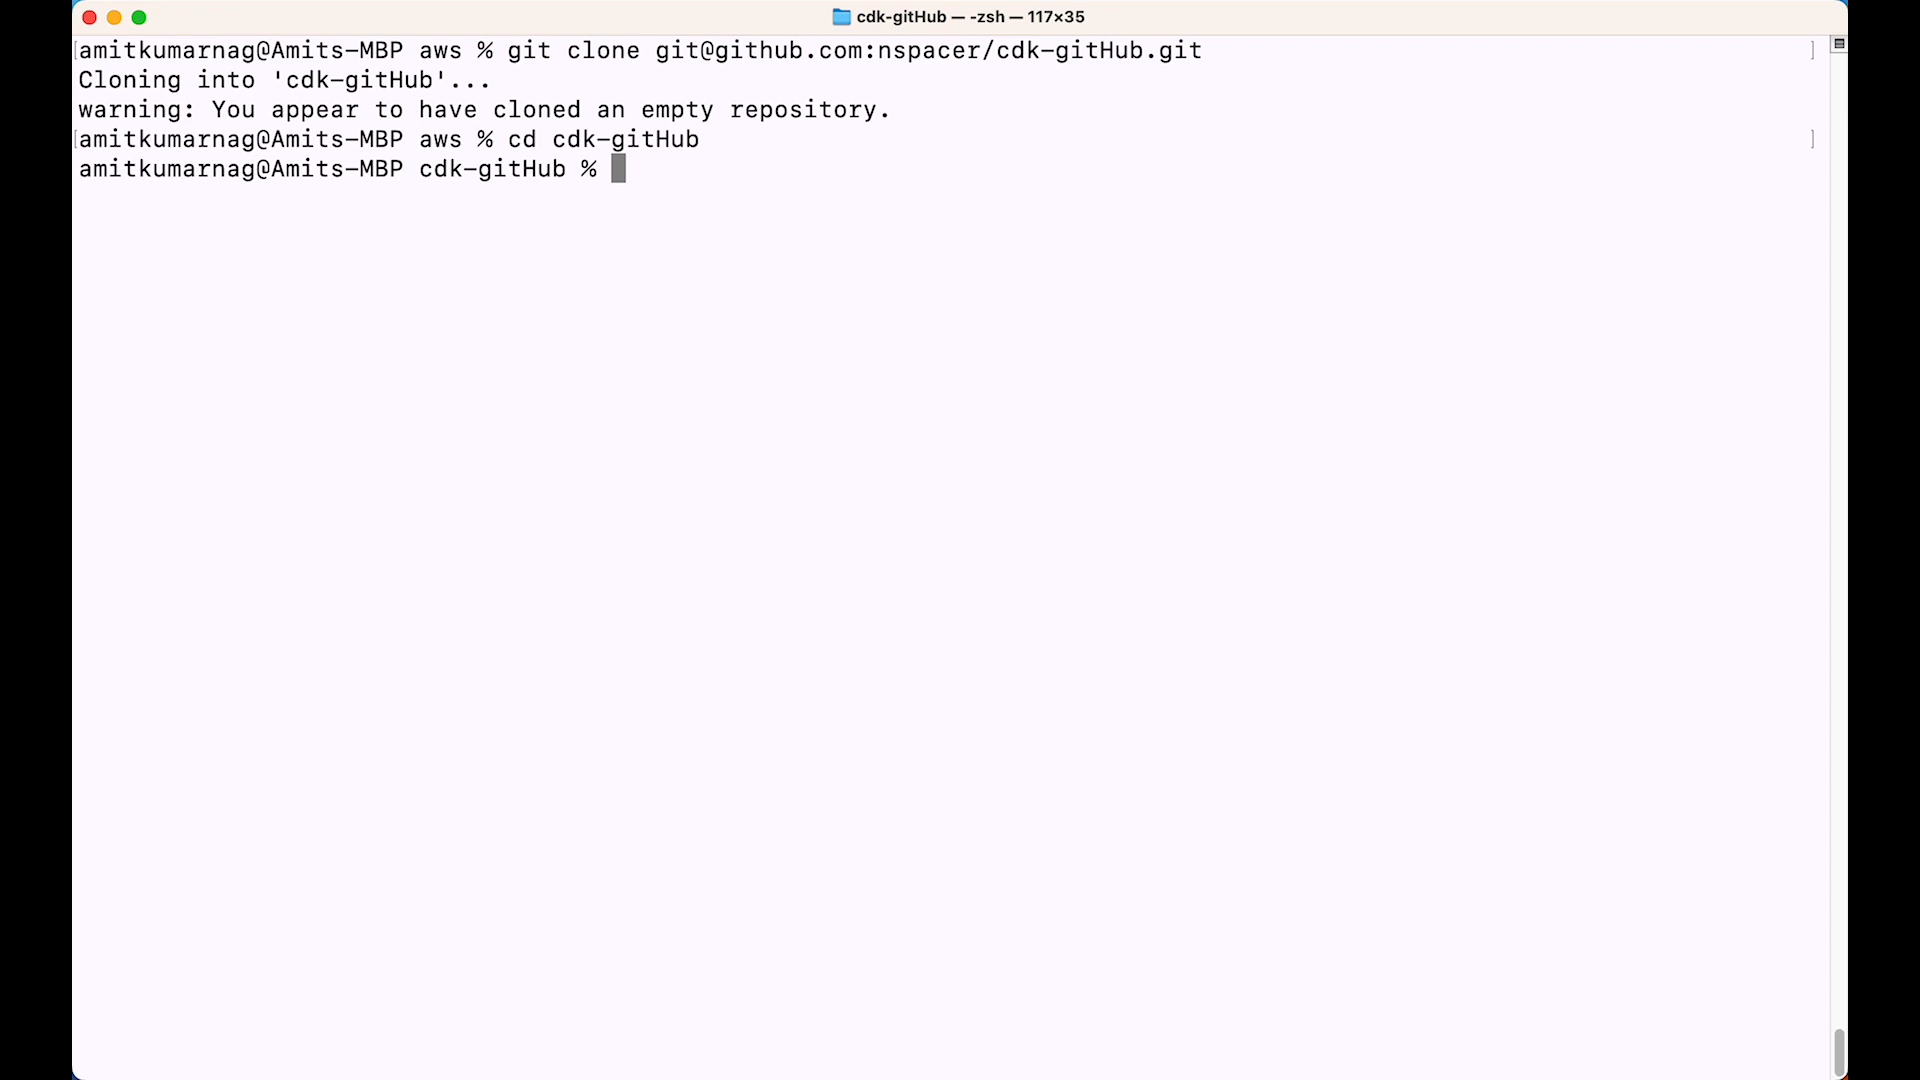 cdk-gitHub — -zsh — 117×35
[amitkumarnag@Amits-MBP aws % git clone git@github.com:nspacer/cdk-gitHub.git ]
Cloning into 'cdk-gitHub'...
warning: You appear to have cloned an empty repository.
[amitkumarnag@Amits-MBP aws % cd cdk-gitHub ]
amitkumarnag@Amits-MBP cdk-gitHub %